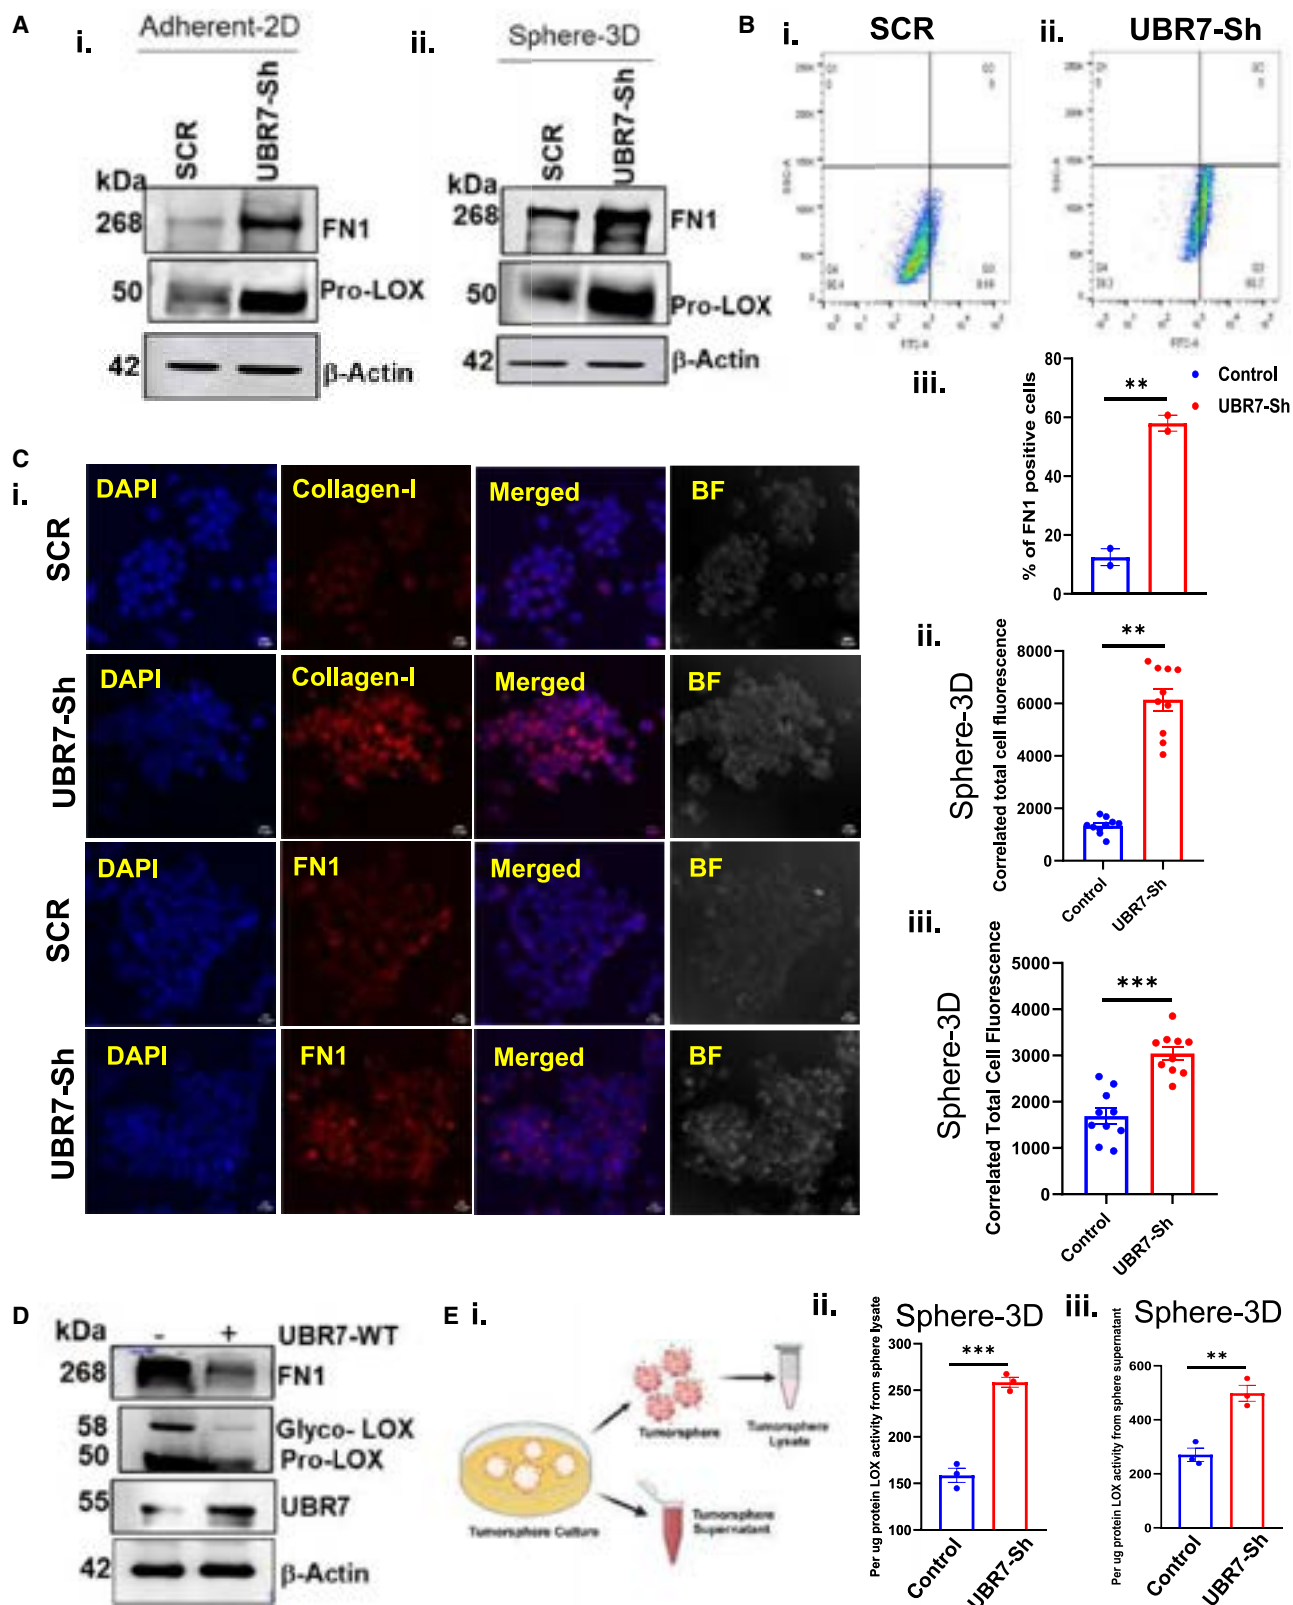 A
i.
Adherent-2D
SCR
UBR7-Sh
kDa
268
FN1
50
Pro-LOX
42
β-Actin
ii.
Sphere-3D
SCR
UBR7-Sh
kDa
268
FN1
50
Pro-LOX
42
β-Actin
B
i.
SCR
ii.
UBR7-Sh
iii.
% of FN1 positive cells
80
60
40
20
0
**
Control
UBR7-Sh
C
i.
SCR
DAPI
Collagen-I
Merged
BF
UBR7-Sh
DAPI
Collagen-I
Merged
BF
SCR
DAPI
FN1
Merged
BF
UBR7-Sh
DAPI
FN1
Merged
BF
ii.
Sphere-3D
Correlated total cell fluorescence
8000
6000
4000
2000
0
**
Control
UBR7-Sh
iii.
Sphere-3D
Correlated Total Cell Fluorescence
5000
4000
3000
2000
1000
0
***
Control
UBR7-Sh
D
kDa
- + UBR7-WT
268
FN1
58
Glyco- LOX
50
Pro-LOX
55
UBR7
42
β-Actin
E
i.
Tumorsphere Culture
Tumorsphere
Tumorsphere
Lysate
Tumorsphere
Supernatant
ii.
Sphere-3D
Per ug protein LOX activity from sphere lysate
300
250
200
150
100
***
Control
UBR7-Sh
iii.
Sphere-3D
Per ug protein LOX activity from sphere supernatant
600
400
200
0
**
Control
UBR7-Sh